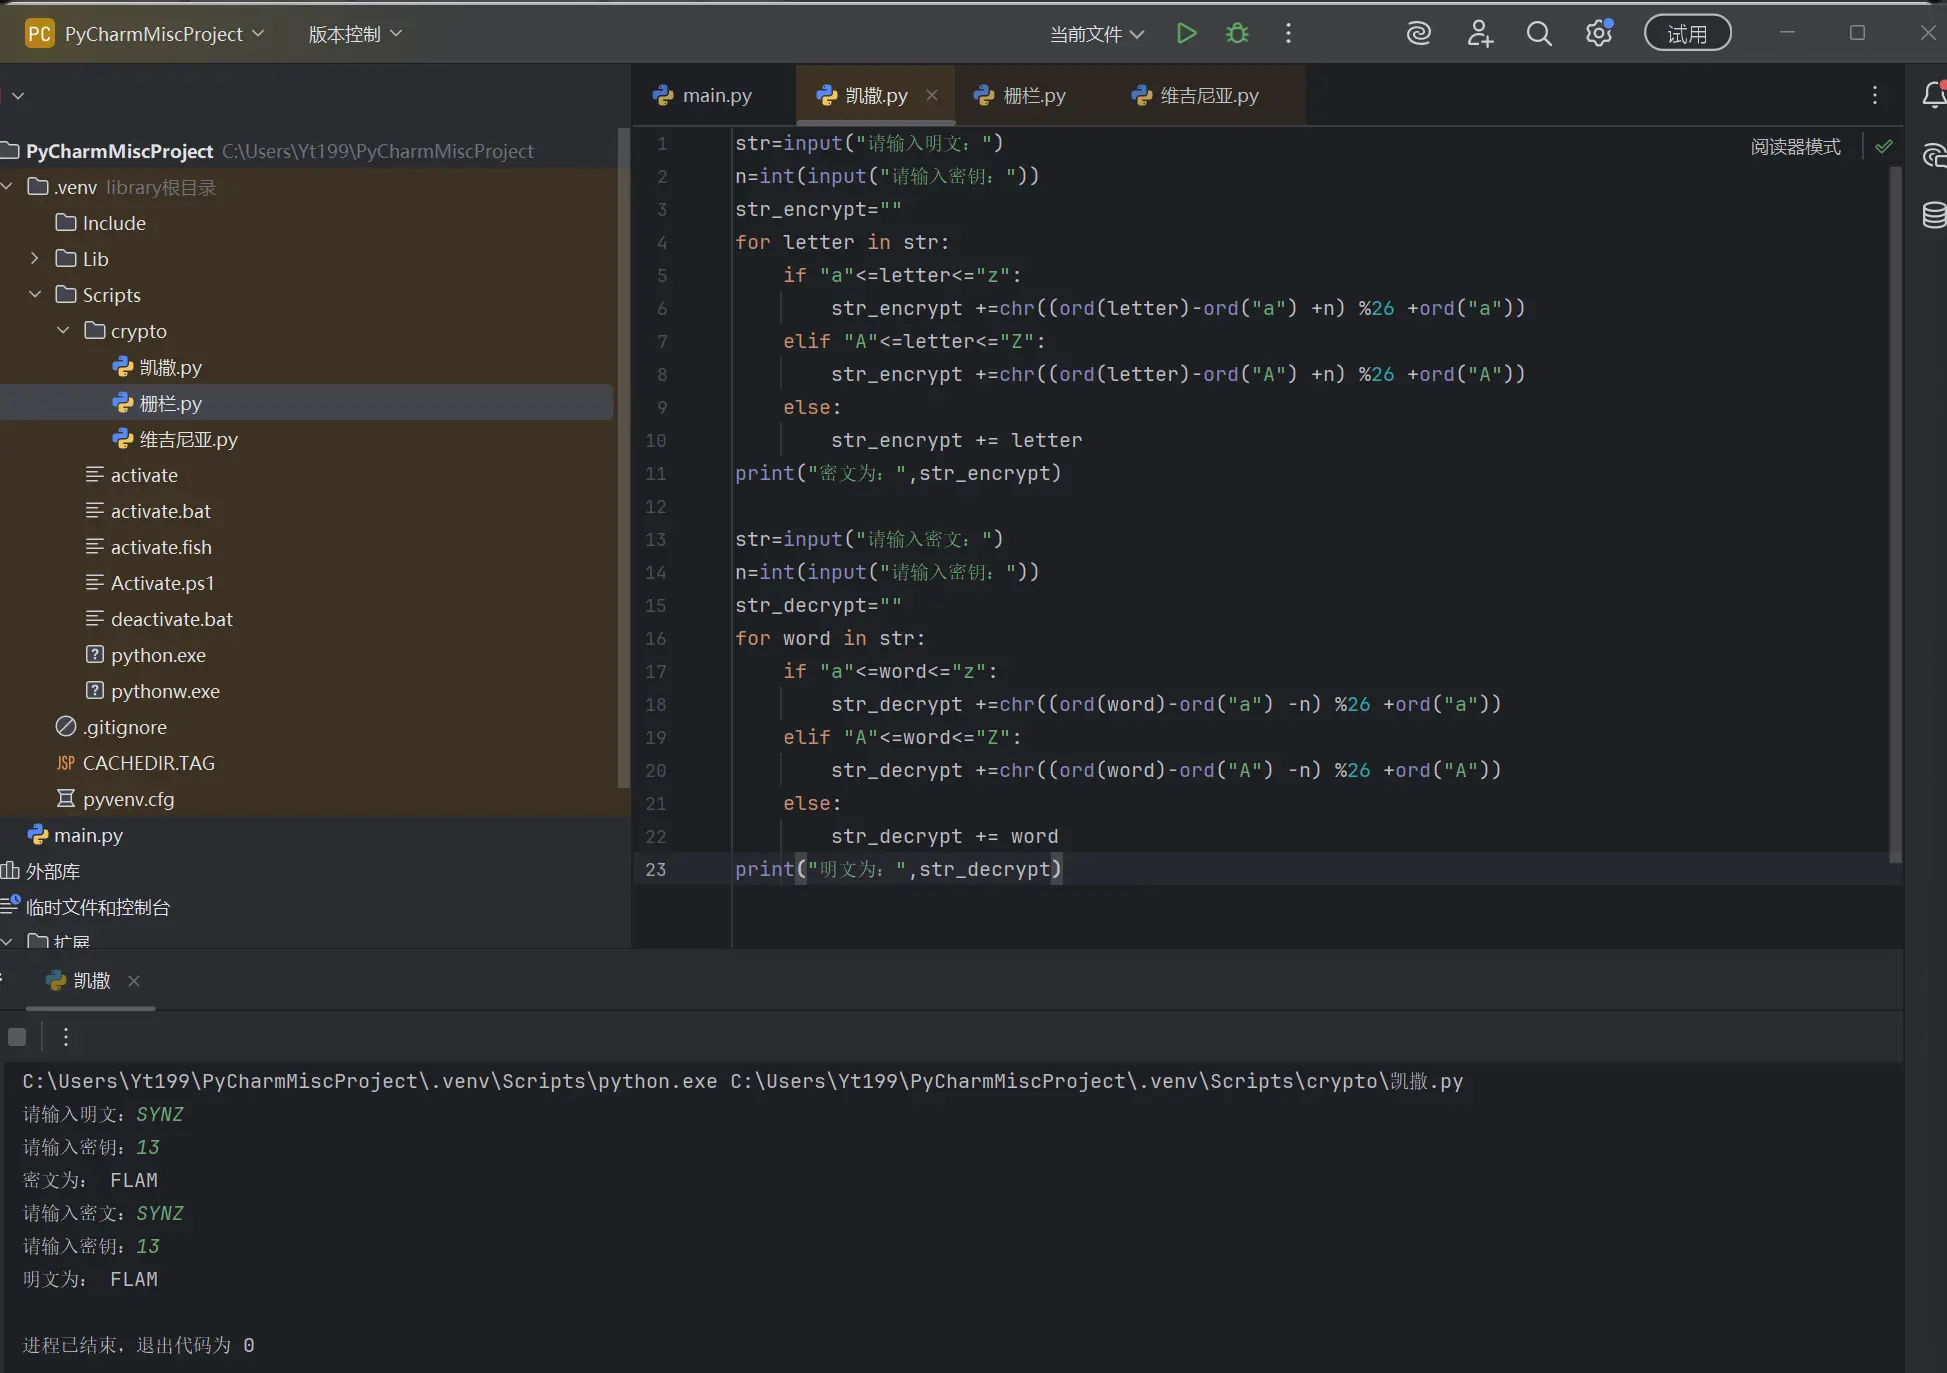 PC PyCharmMiscProject 版本控制 当前文件 试用
main.py 凯撒.py 栅栏.py 维吉尼亚.py
PyCharmMiscProject C:\Users\Yt199\PyCharmMiscProject
.venv library根目录
Include
Lib
Scripts
crypto
凯撒.py
栅栏.py
维吉尼亚.py
activate
activate.bat
activate.fish
Activate.ps1
deactivate.bat
python.exe
pythonw.exe
.gitignore
JSP CACHEDIR.TAG
pyvenv.cfg
main.py
外部库
临时文件和控制台
扩展
阅读器模式
1 str=input("请输入明文：")
2 n=int(input("请输入密钥："))
3 str_encrypt=""
4 for letter in str:
5 if "a"<=letter<="z":
6 str_encrypt +=chr((ord(letter)-ord("a") +n) %26 +ord("a"))
7 elif "A"<=letter<="Z":
8 str_encrypt +=chr((ord(letter)-ord("A") +n) %26 +ord("A"))
9 else:
10 str_encrypt += letter
11 print("密文为：",str_encrypt)
12
13 str=input("请输入密文：")
14 n=int(input("请输入密钥："))
15 str_decrypt=""
16 for word in str:
17 if "a"<=word<="z":
18 str_decrypt +=chr((ord(word)-ord("a") -n) %26 +ord("a"))
19 elif "A"<=word<="Z":
20 str_decrypt +=chr((ord(word)-ord("A") -n) %26 +ord("A"))
21 else:
22 str_decrypt += word
23 print("明文为：",str_decrypt)
凯撒
C:\Users\Yt199\PyCharmMiscProject\.venv\Scripts\python.exe C:\Users\Yt199\PyCharmMiscProject\.venv\Scripts\crypto\凯撒.py
请输入明文：SYNZ
请输入密钥：13
密文为： FLAM
请输入密文：SYNZ
请输入密钥：13
明文为： FLAM
进程已结束，退出代码为 0